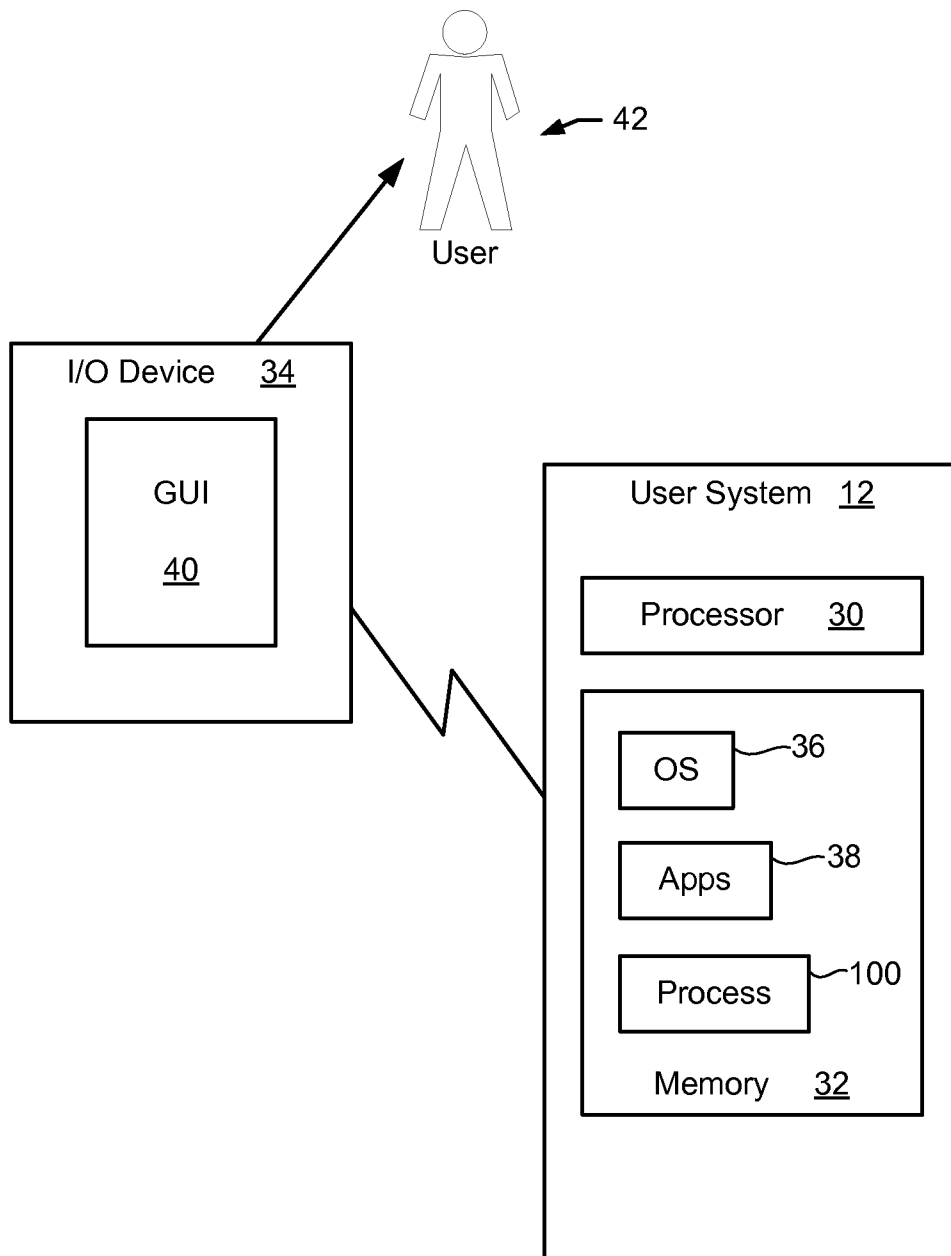 42
User
I/O Device 34
GUI
40
User System 12
Processor 30
OS
36
Apps
38
Process
100
Memory 32